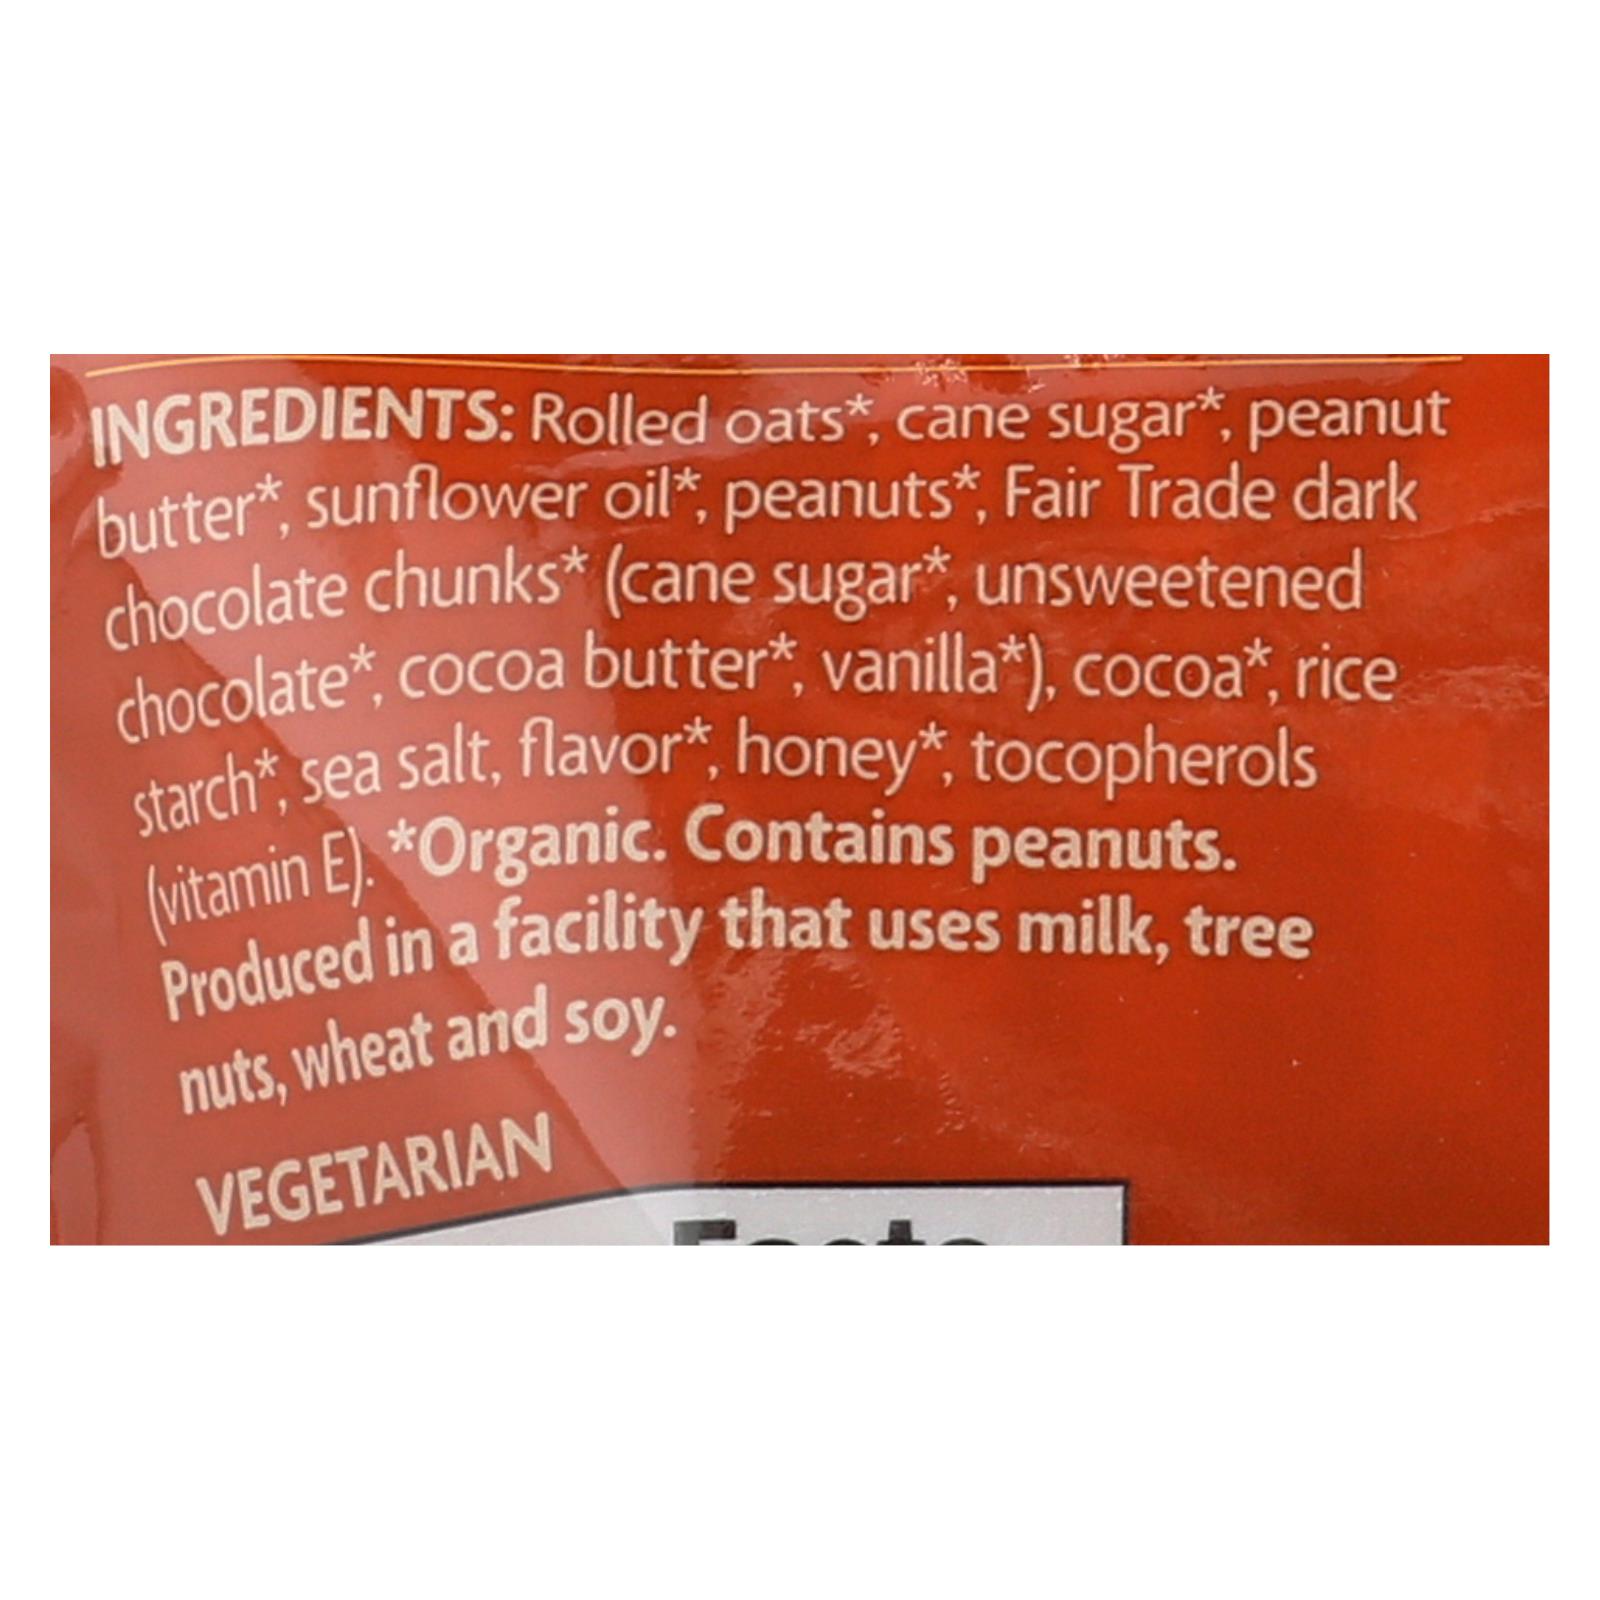 INGREDIENTS: Rolled oats*, cane sugar*, peanut
butter*, sunflower oil*, peanuts*, Fair Trade dark
chocolate chunks* (cane sugar*, unsweetened
chocolate*, cocoa butter*, vanilla*), cocoa*, rice
starch*, sea salt, flavor*, honey*, tocopherols
(vitamin E). *Organic. Contains peanuts.
Produced in a facility that uses milk, tree
nuts, wheat and soy.
VEGETARIAN